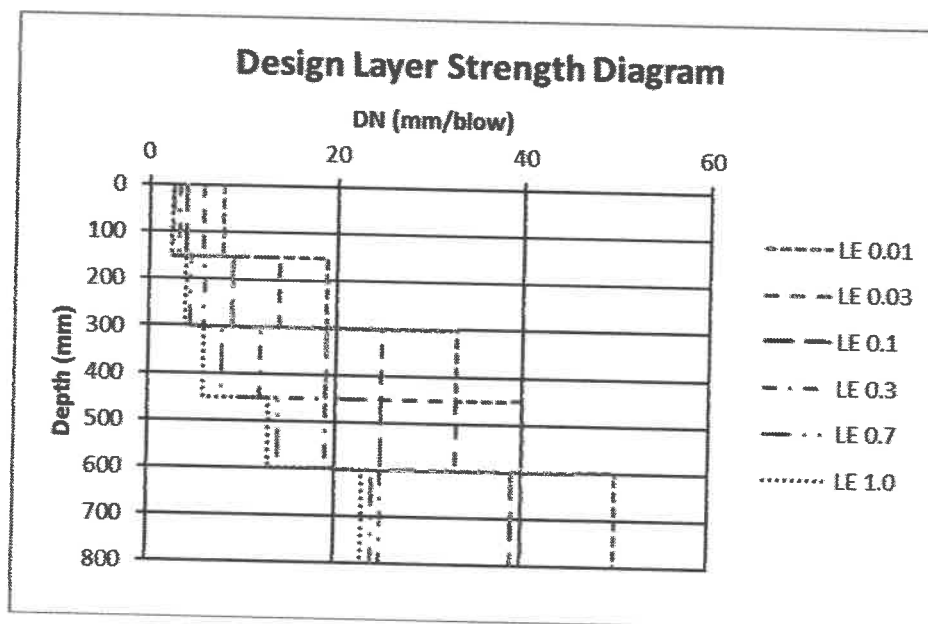 Design Layer Strength Diagram
DN (mm/blow)
0 20 40 60
0
100
200
300
400
500
600
700
800
Depth (mm)
LE 0.01
LE 0.03
LE 0.1
LE 0.3
LE 0.7
LE 1.0